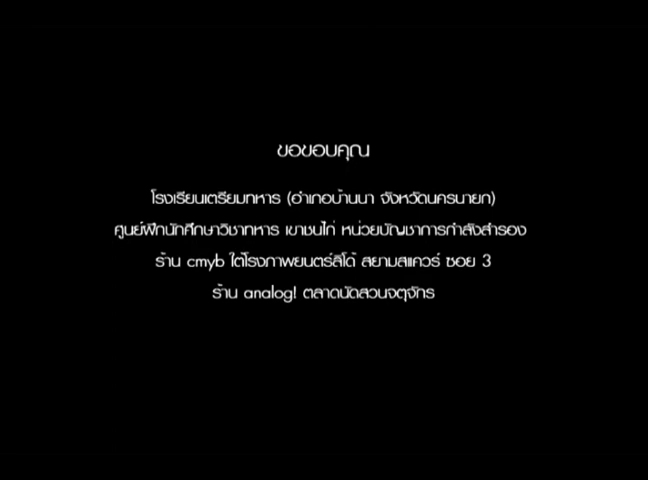 ขอขอบคุณ
โรงเรียนเตรียมทหาร (อำเภอบ้านนา จังหวัดนครนายก)
ศูนย์ฝึกนักศึกษาวิชาทหาร เขาชนไก่ หน่วยบัญชาการกำลังสำรอง
ร้าน cmyb ใต้โรงภาพยนตร์ลิโด้ สยามสแควร์ ซอย 3
ร้าน analog! ตลาดนัดสวนจตุจักร